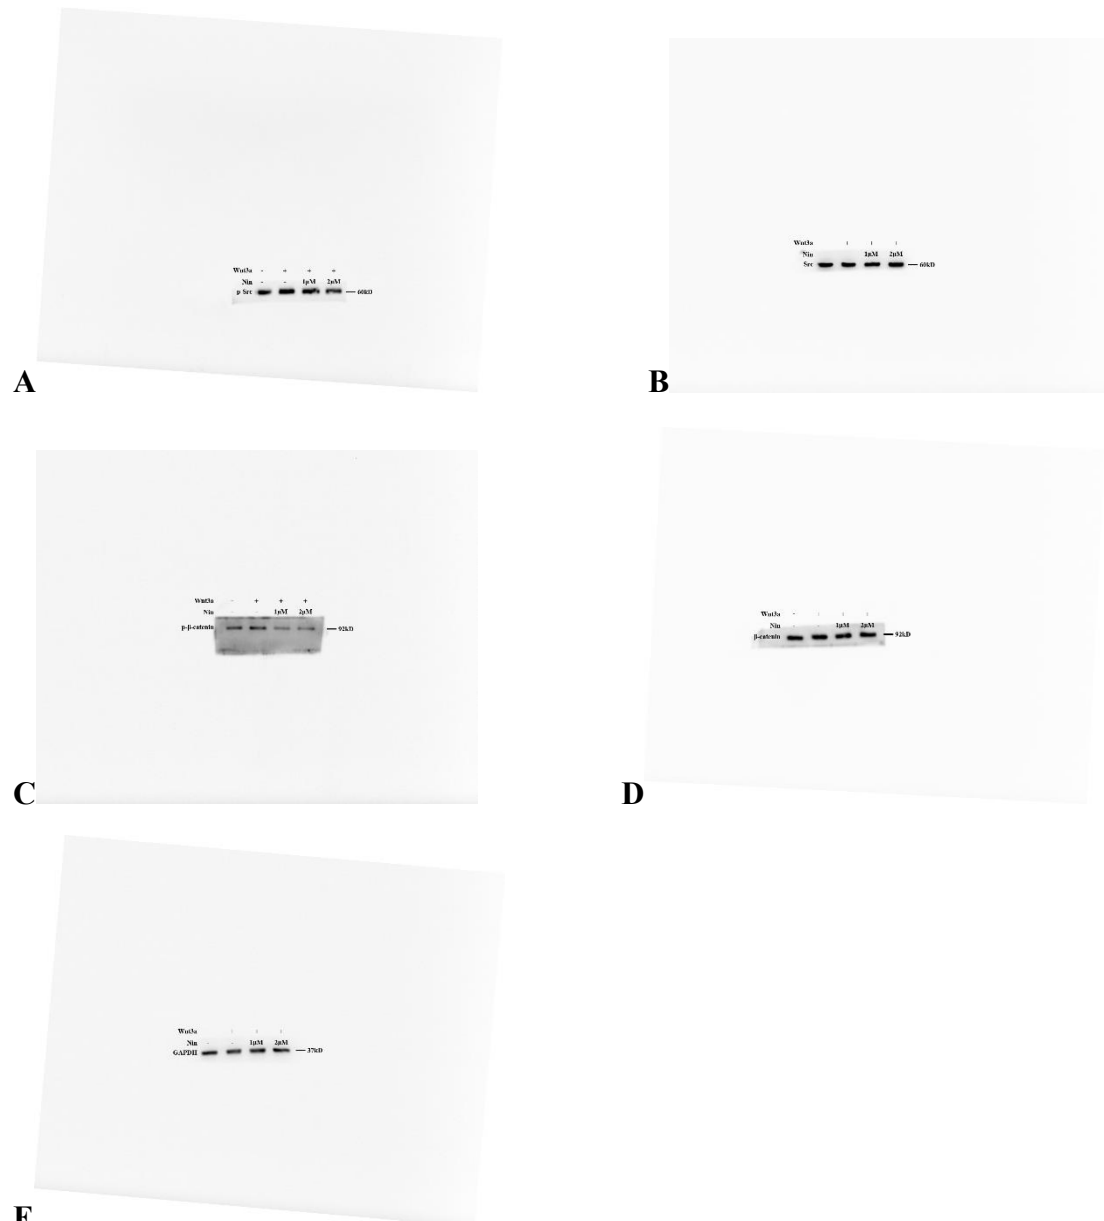 Wnt3a - + + +
Nin - - 1μM 2μM
p-Src 60kD
A
Wnt3a + + +
Nin 1μM 2μM
Src 60kD
B
Wnt3a - + + +
Nin - - 1μM 2μM
p-β-catenin 92kD
C
Wnt3a - + + +
Nin - - 1μM 2μM
β-catenin 92kD
D
Wnt3a - + + +
Nin - - 1μM 2μM
GAPDH 37kD